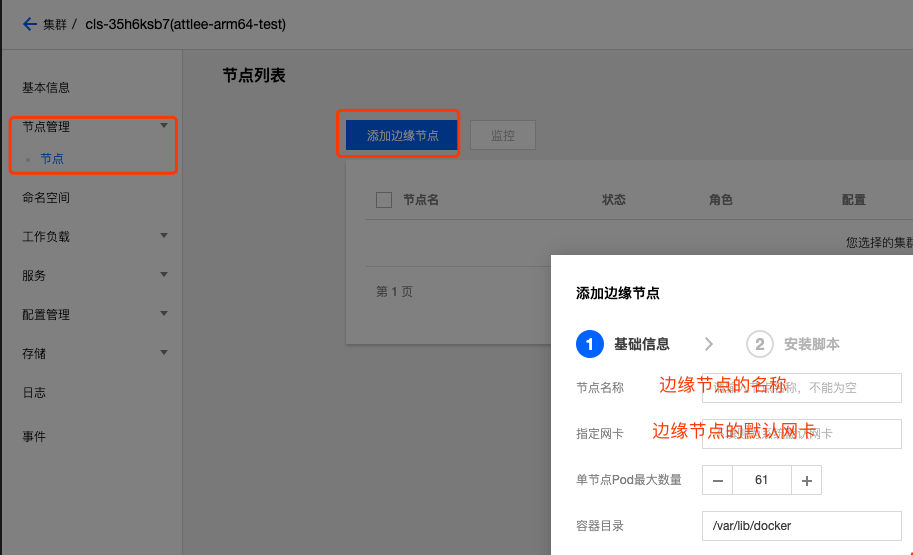 集群 / cls-35h6ksb7(attlee-arm64-test)
基本信息
节点管理
节点
命名空间
工作负载
服务
配置管理
存储
日志
事件
节点列表
添加边缘节点 监控
节点名 状态 角色 配置
您选择的集群
第 1 页
添加边缘节点
1 基础信息 2 安装脚本
节点名称 边缘节点的名称 称，不能为空
指定网卡 边缘节点的默认网卡 网卡
单节点Pod最大数量 61
容器目录 /var/lib/docker